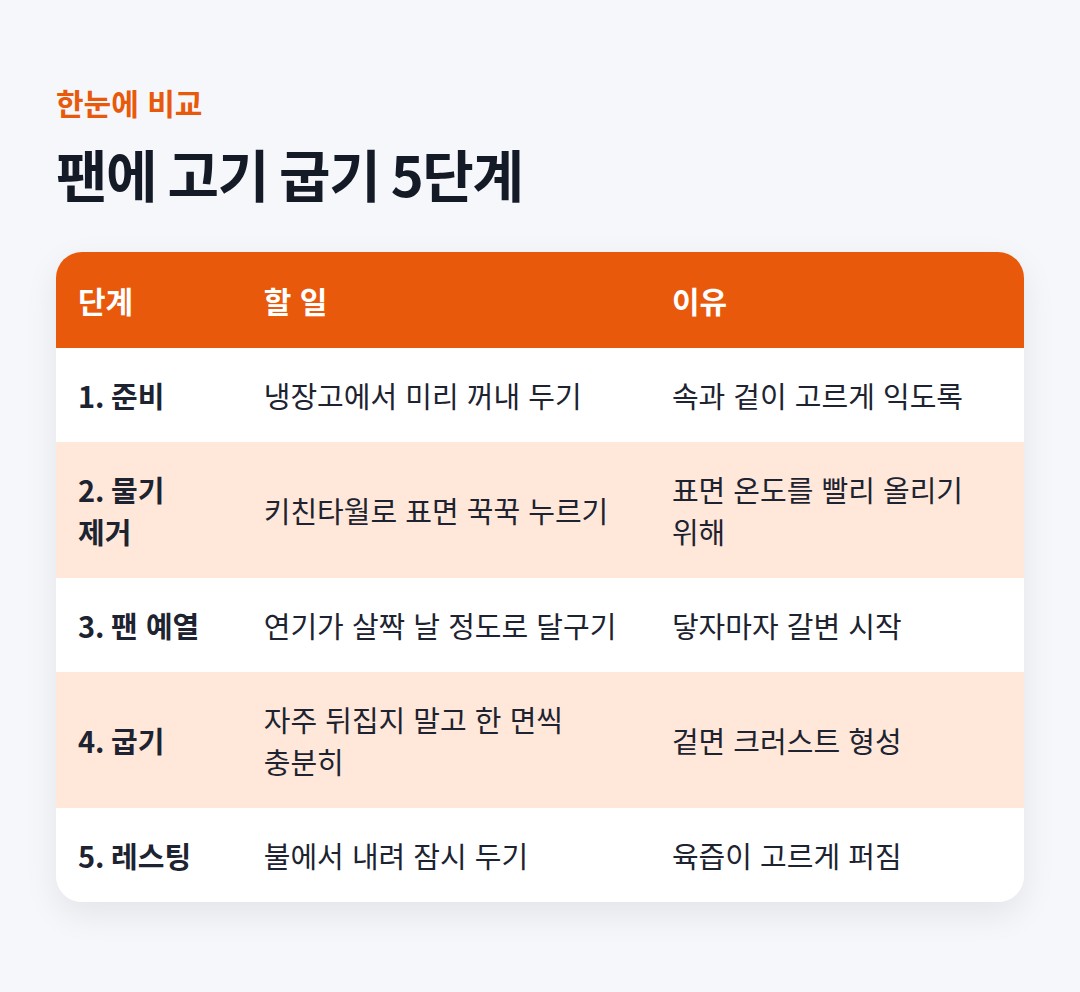 한눈에 비교
팬에 고기 굽기 5단계
단계 할 일 이유
1. 준비 냉장고에서 미리 꺼내 두기 속과 겉이 고르게 익도록
2. 물기 제거 키친타월로 표면 꾹꾹 누르기 표면 온도를 빨리 올리기 위해
3. 팬 예열 연기가 살짝 날 정도로 달구기 닿자마자 갈변 시작
4. 굽기 자주 뒤집지 말고 한 면씩 충분히 겉면 크러스트 형성
5. 레스팅 불에서 내려 잠시 두기 육즙이 고르게 퍼짐